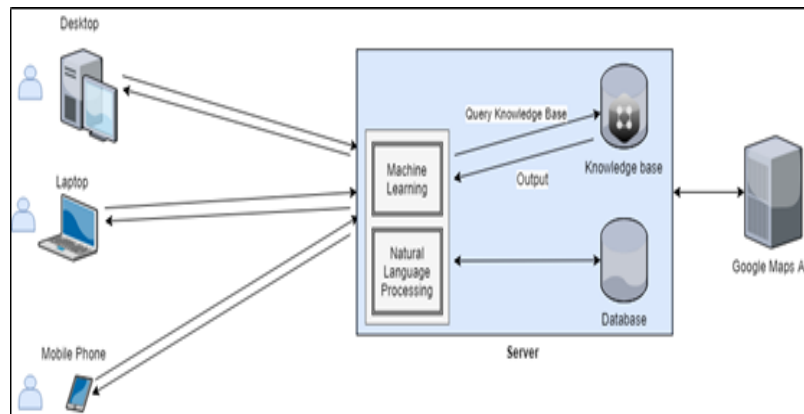 Desktop
Laptop
Mobile Phone
Machine
Learning
Natural
Language
Processing
Query Knowledge Base
Output
Knowledge base
Database
Server
Google Maps A